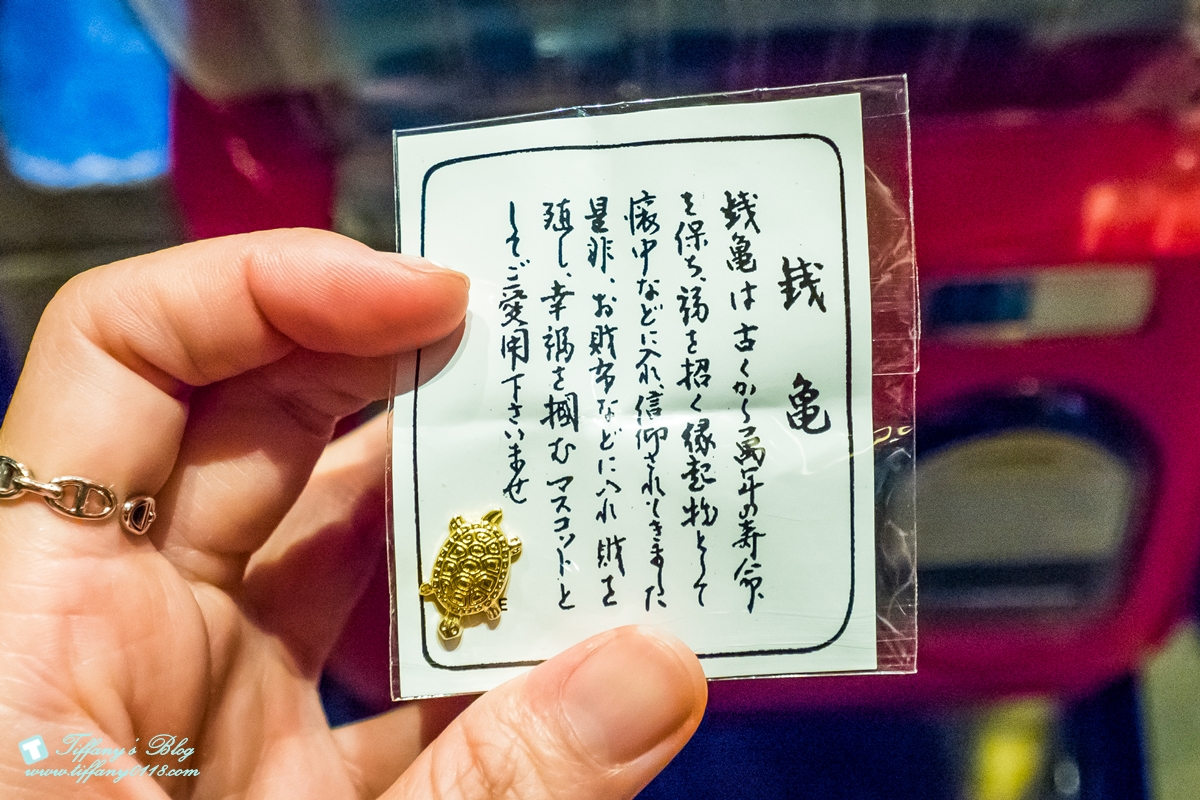 銭亀
銭亀は古くから萬年の寿命
を保ち、福を招く縁起物として
懐中などに入れ、信仰されてきました
是非、お財布などに入れ財を
殖し、幸福を掴むマスコットと
してご愛用下さいませ
Tiffany's Blog
www.tiffany0118.com